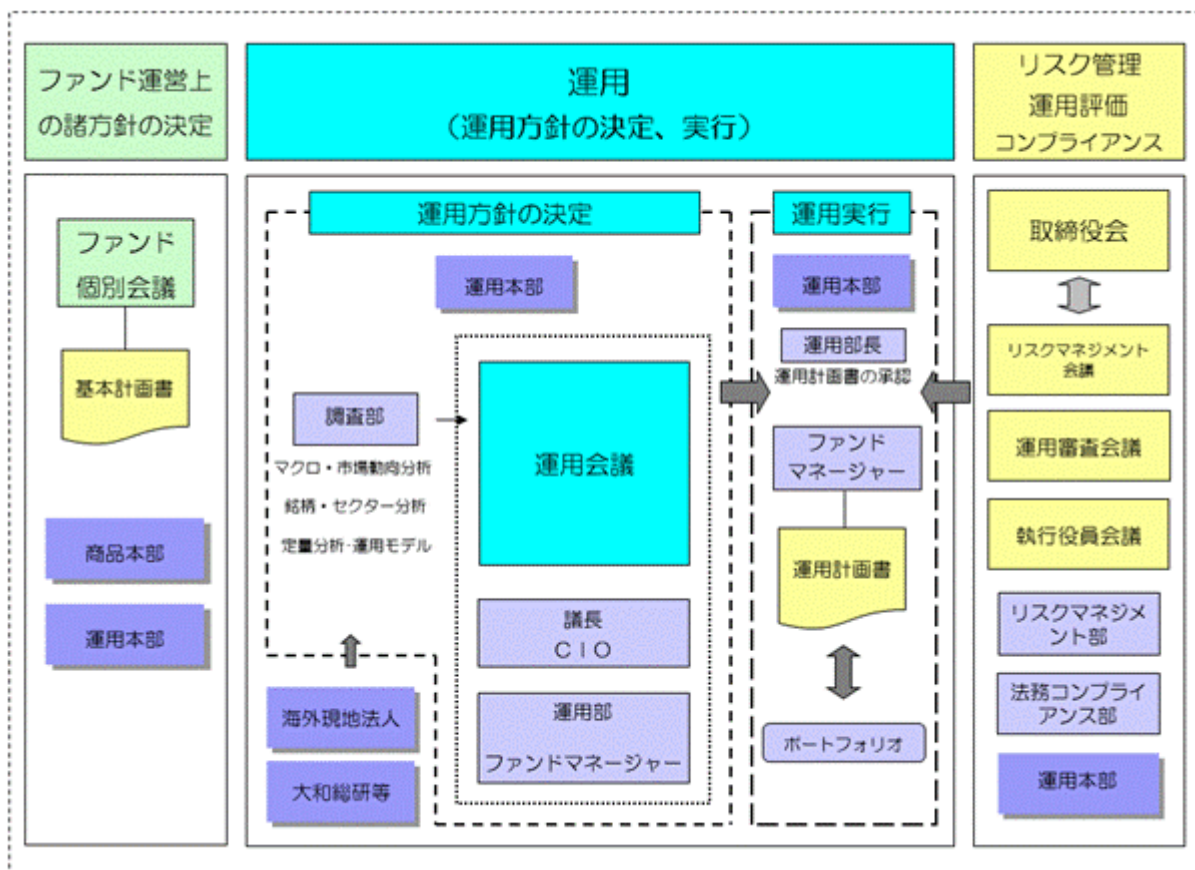 ファンド運営上
の諸方針の決定
運用
（運用方針の決定、実行）
リスク管理
運用評価
コンプライアンス
ファンド
個別会議
基本計画書
商品本部
運用本部
運用方針の決定
運用本部
調査部
マクロ・市場動向分析
銘柄・セクター分析
定量分析・運用モデル
海外現地法人
大和総研等
運用会議
議長
ＣＩＯ
運用部
ファンドマネージャー
運用実行
運用本部
運用部長
運用計画書の承認
ファンド
マネージャー
運用計画書
ポートフォリオ
取締役会
リスクマネジメント
会議
運用審査会議
執行役員会議
リスクマネジメ
ント部
法務コンプライ
アンス部
運用本部